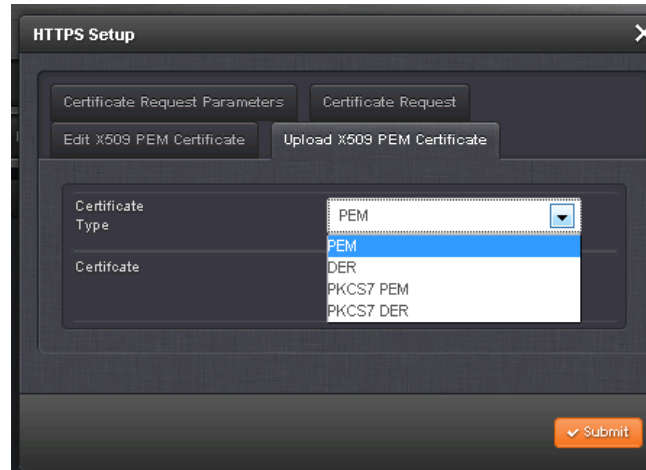 HTTPS Setup
Certificate Request Parameters
Certificate Request
Edit X509 PEM Certificate
Upload X509 PEM Certificate
Certificate
Type
PEM
PEM
DER
PKCS7 PEM
PKCS7 DER
Certifcate
Submit